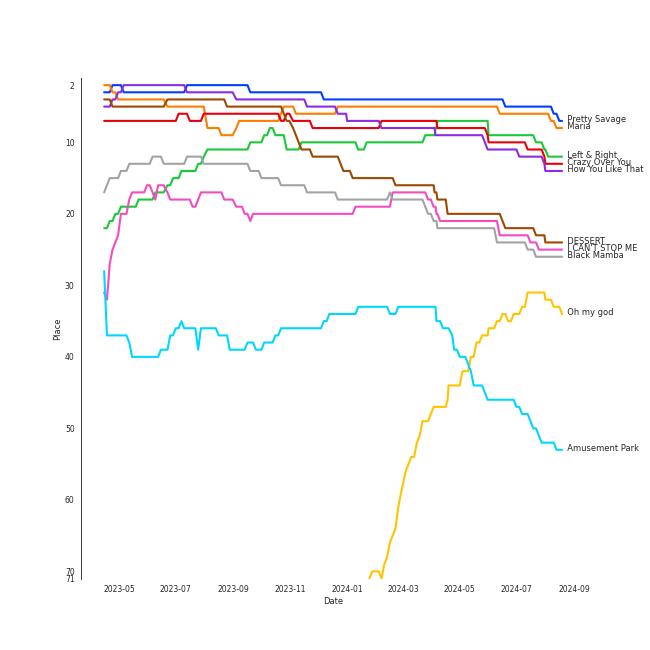 2
10
20
30
40
50
60
70
71
Place
2023-05
2023-07
2023-09
2023-11
2024-01
2024-03
2024-05
2024-07
2024-09
Date
Pretty Savage
Maria
Left & Right
Crazy Over You
How You Like That
DESSERT
I CAN'T STOP ME
Black Mamba
Oh my god
Amusement Park